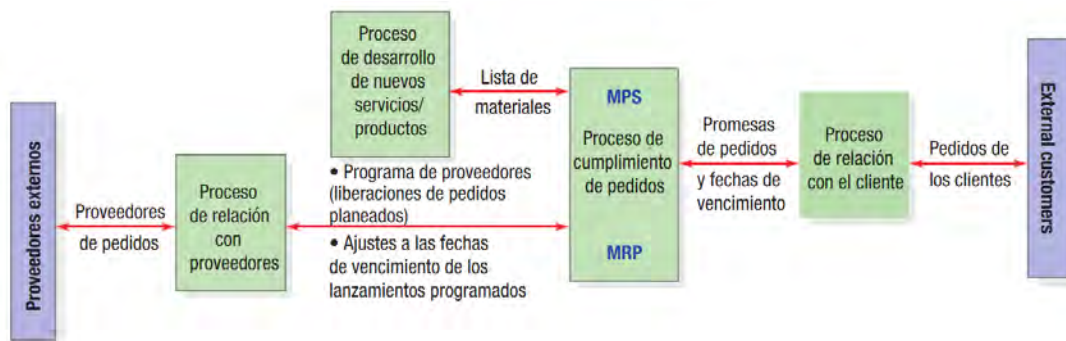 Proveedores externos
Proveedores
de pedidos
Proceso
de relación
con
proveedores
Proceso
de desarrollo
de nuevos
servicios/
productos
Lista de
materiales
• Programa de proveedores
(liberaciones de pedidos
planeados)
• Ajustes a las fechas
de vencimiento de los
lanzamientos programados
MPS
Proceso de
cumplimiento
de pedidos
MRP
Promesas
de pedidos
y fechas de
vencimiento
Proceso
de relación
con el cliente
Pedidos de
los clientes
External customers